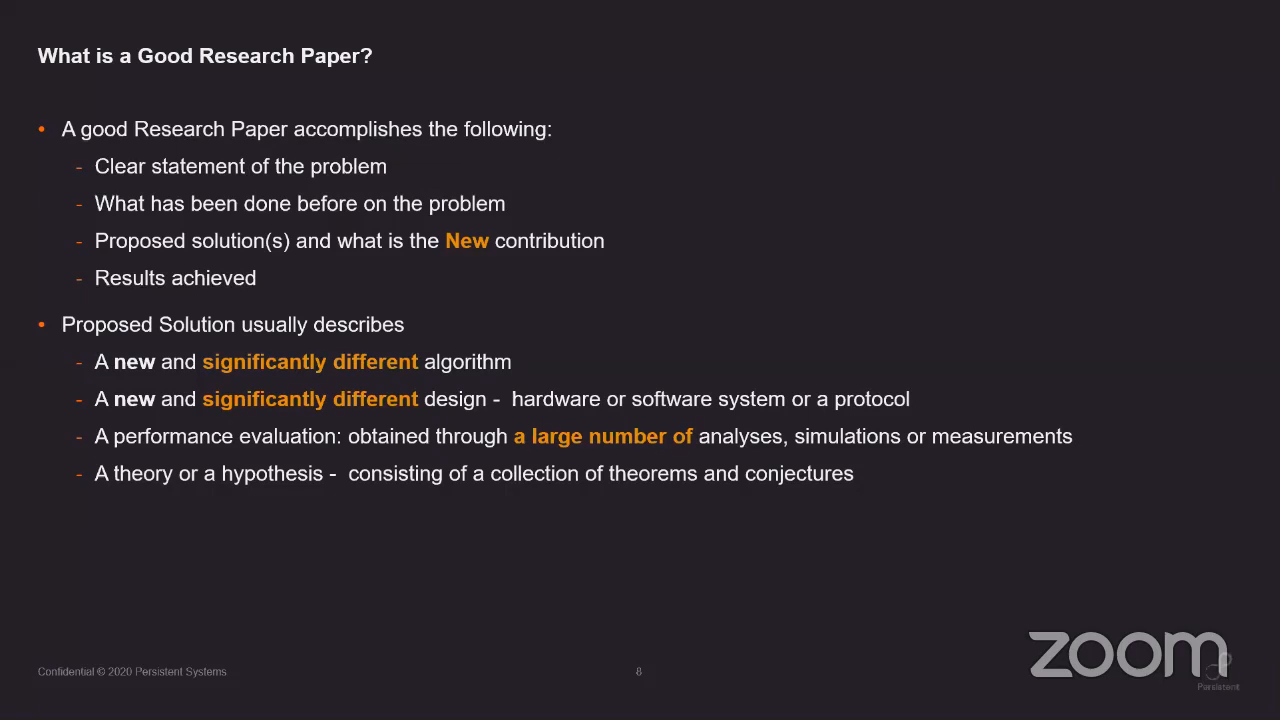 What is a Good Research Paper?
• A good Research Paper accomplishes the following:
- Clear statement of the problem
- What has been done before on the problem
- Proposed solution(s) and what is the New contribution
- Results achieved
• Proposed Solution usually describes
- A new and significantly different algorithm
- A new and significantly different design - hardware or software system or a protocol
- A performance evaluation: obtained through a large number of analyses, simulations or measurements
- A theory or a hypothesis - consisting of a collection of theorems and conjectures
Confidential © 2020 Persistent Systems
8
zoom
Persistent